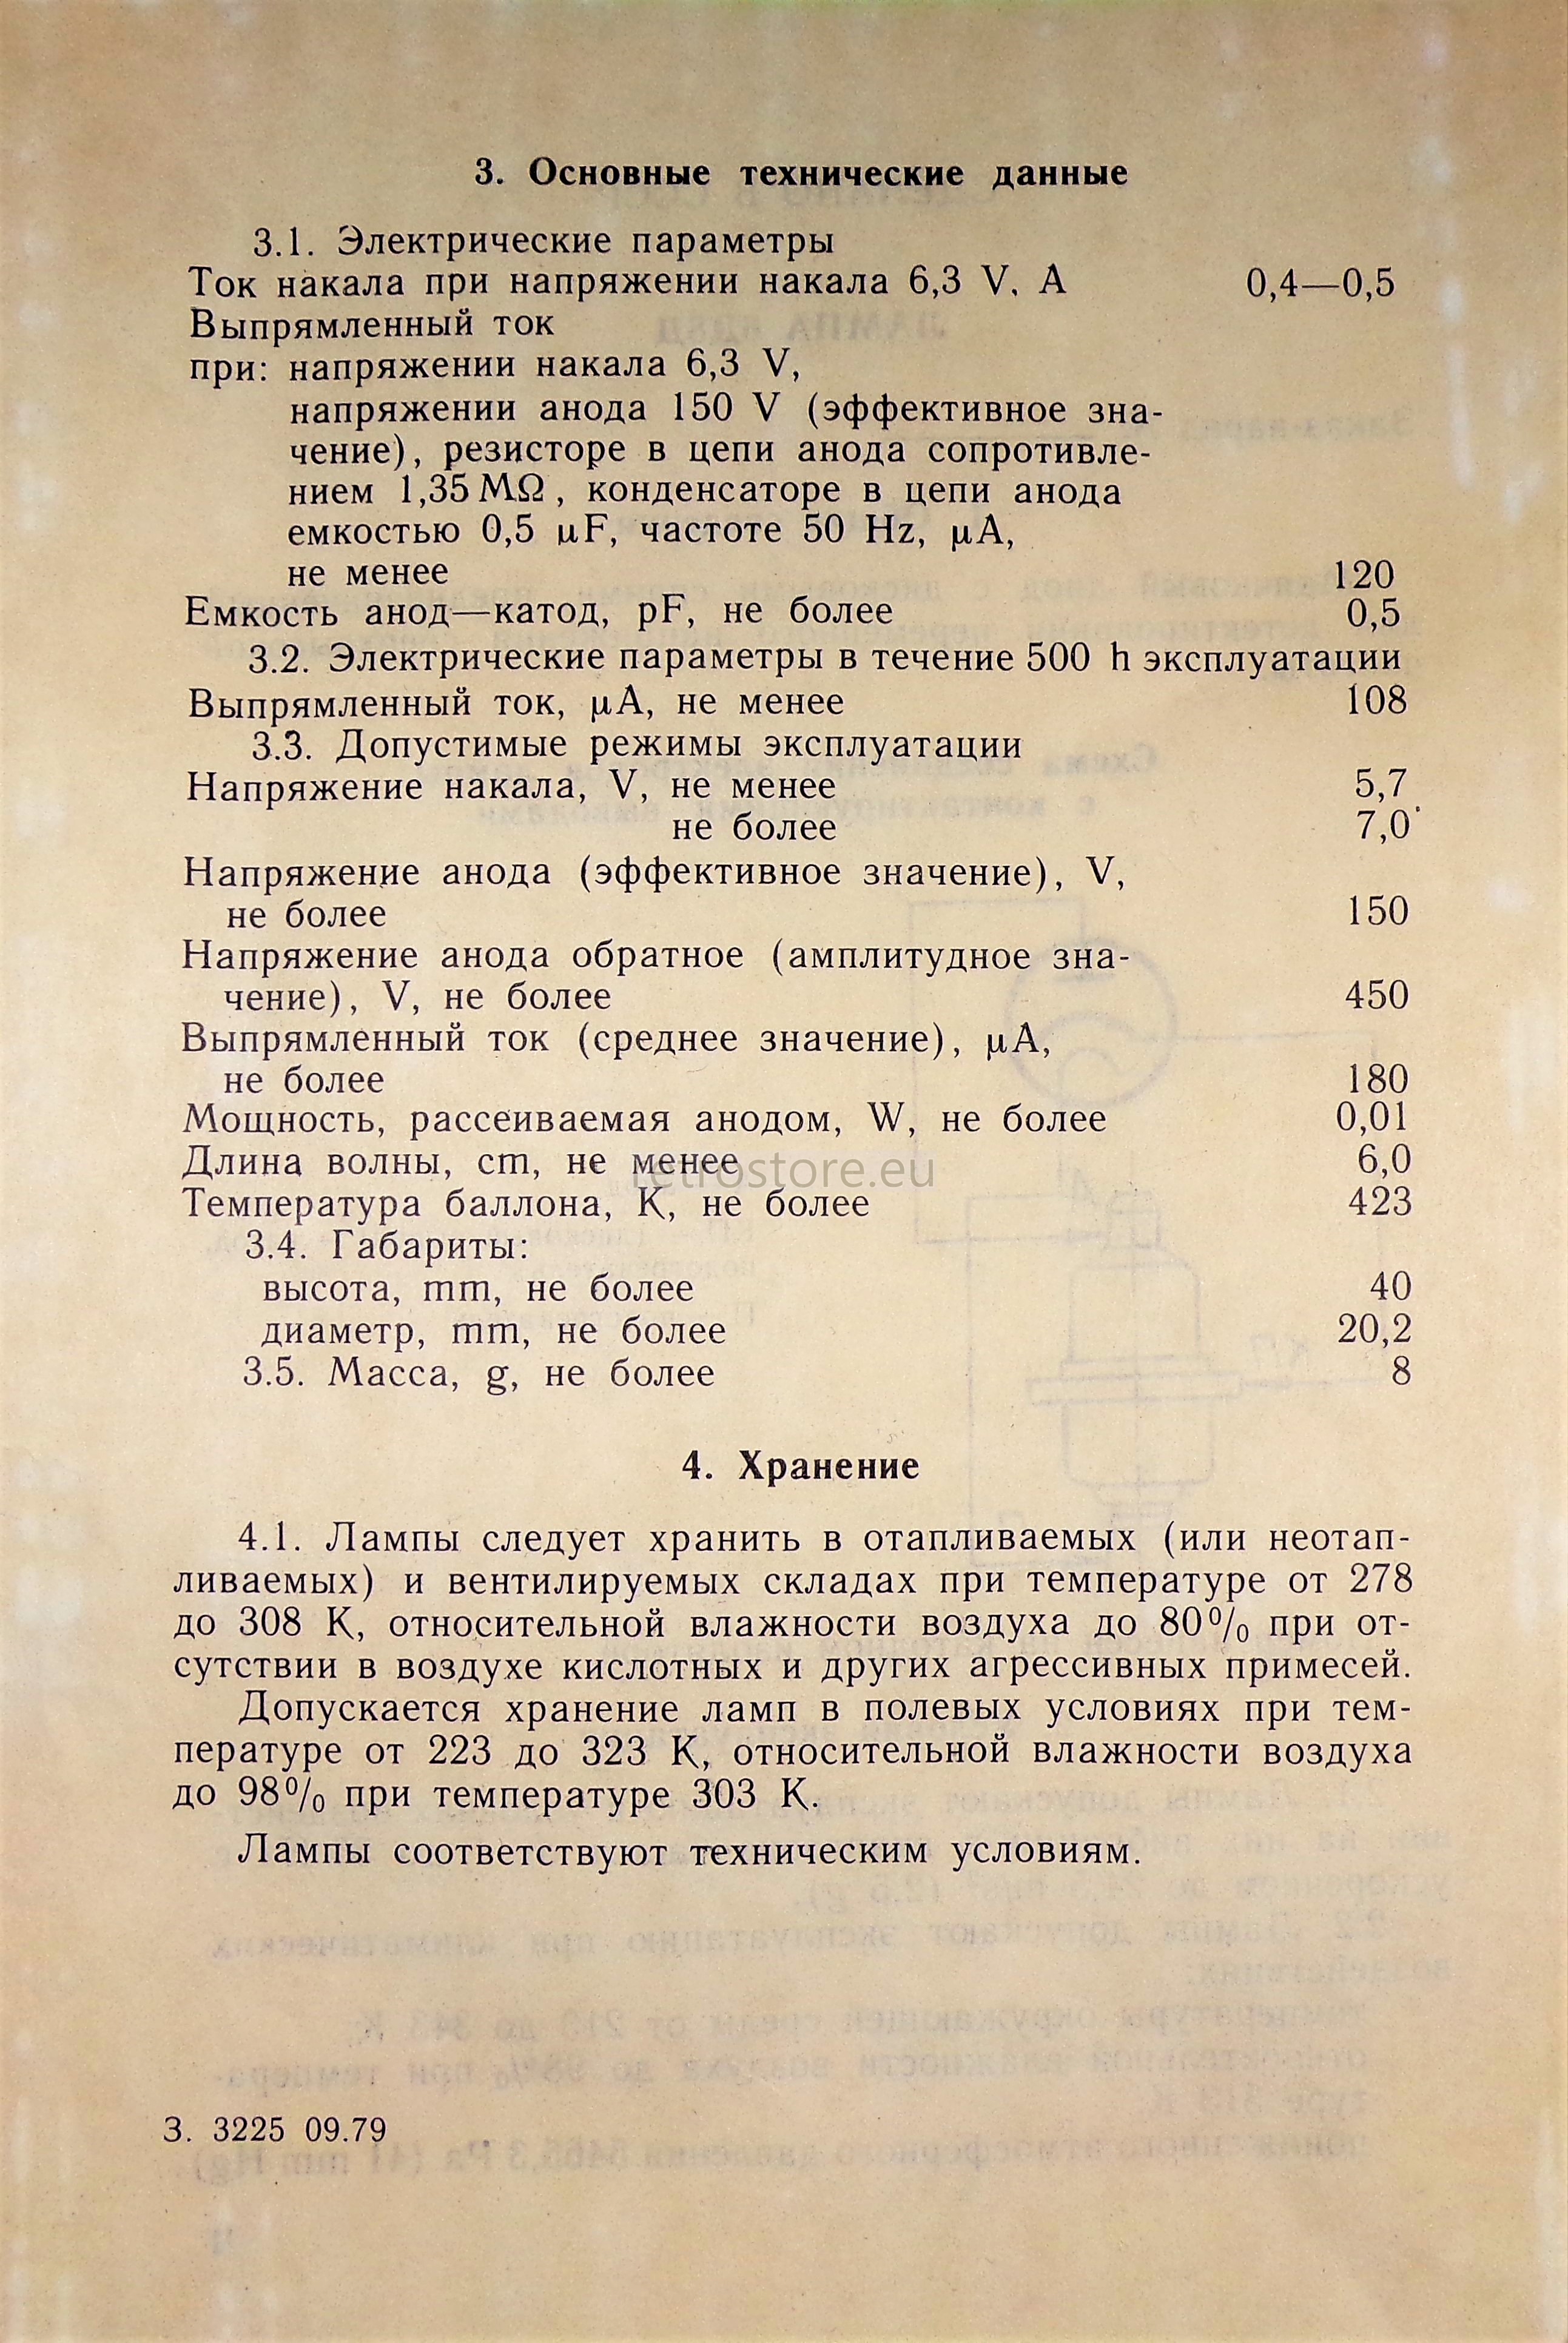 3. Основные технические данные
3.1. Электрические параметры
Ток накала при напряжении накала 6,3 V, А 0,4—0,5
Выпрямленный ток
при: напряжении накала 6,3 V,
напряжении анода 150 V (эффективное зна-
чение), резисторе в цепи анода сопротивле-
нием 1,35 МΩ, конденсаторе в цепи анода
емкостью 0,5 μF, частоте 50 Hz, μA,
не менее 120
Емкость анод—катод, pF, не более 0,5
3.2. Электрические параметры в течение 500 h эксплуатации
Выпрямленный ток, μA, не менее 108
3.3. Допустимые режимы эксплуатации
Напряжение накала, V, не менее 5,7
не более 7,0
Напряжение анода (эффективное значение), V,
не более 150
Напряжение анода обратное (амплитудное зна-
чение), V, не более 450
Выпрямленный ток (среднее значение), μA,
не более 180
Мощность, рассеиваемая анодом, W, не более 0,01
Длина волны, cm, не менее 6,0
retrostore.eu
Температура баллона, К, не более 423
3.4. Габариты:
высота, mm, не более 40
диаметр, mm, не более 20,2
3.5. Масса, g, не более 8
4. Хранение
4.1. Лампы следует хранить в отапливаемых (или неотап-
ливаемых) и вентилируемых складах при температуре от 278
до 308 К, относительной влажности воздуха до 80% при от-
сутствии в воздухе кислотных и других агрессивных примесей.
Допускается хранение ламп в полевых условиях при тем-
пературе от 223 до 323 К, относительной влажности воздуха
до 98% при температуре 303 К.
Лампы соответствуют техническим условиям.
З. 3225 09.79